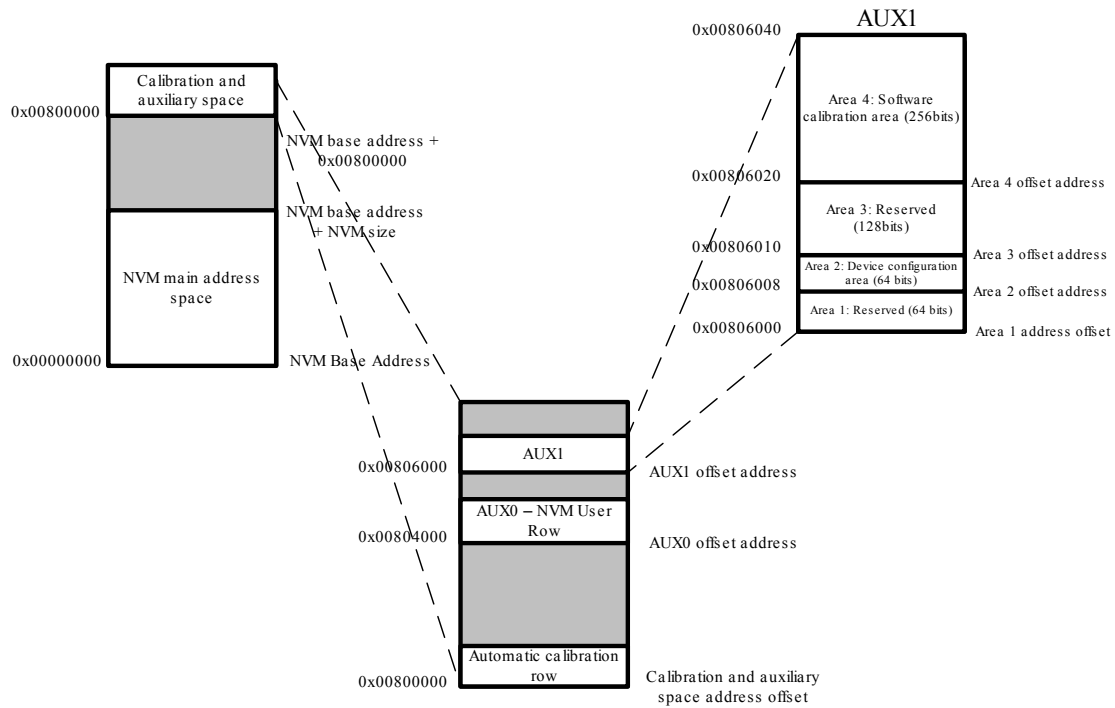 Calibration and
auxiliary space
0x00800000
NVM base address +
0x00800000
NVM base address
+ NVM size
NVM main address
space
0x00000000
NVM Base Address
AUX1
0x00806040
Area 4: Software
calibration area (256bits)
0x00806020
Area 4 offset address
Area 3: Reserved
(128bits)
0x00806010
Area 3 offset address
Area 2: Device configuration
area (64 bits)
0x00806008
Area 2 offset address
Area 1: Reserved (64 bits)
0x00806000
Area 1 address offset
AUX1
0x00806000
AUX1 offset address
AUX0 – NVM User
Row
0x00804000
AUX0 offset address
Automatic calibration
row
0x00800000
Calibration and auxiliary
space address offset